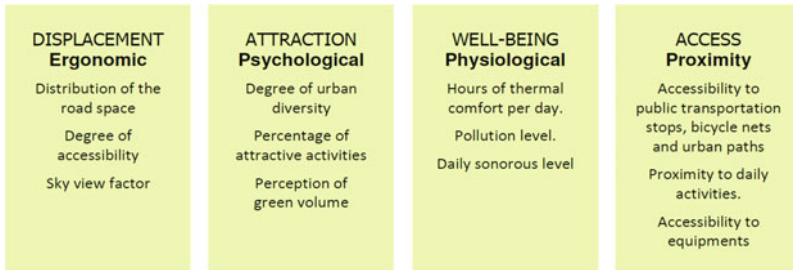 DISPLACEMENT
Ergonomic
Distribution of the
road space
Degree of
accessibility
Sky view factor
ATTRACTION
Psychological
Degree of urban
diversity
Percentage of
attractive activities
Perception of
green volume
WELL-BEING
Physiological
Hours of thermal
comfort per day.
Pollution level.
Daily sonorous level
ACCESS
Proximity
Accessibility to
public transportation
stops, bicycle nets
and urban paths
Proximity to daily
activities.
Accessibility to
equipments